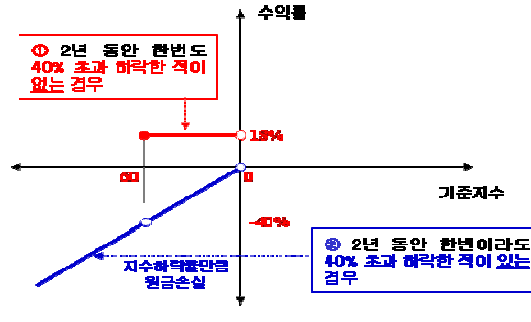 수익률
① 2년 동안 한번도
40% 초과 하락한 적이
없는 경우
60
0
기준지수
-40%
② 2년 동안 한번이라도
40% 초과 하락한 적이 있는
경우
지수하락률만큼
원금손실